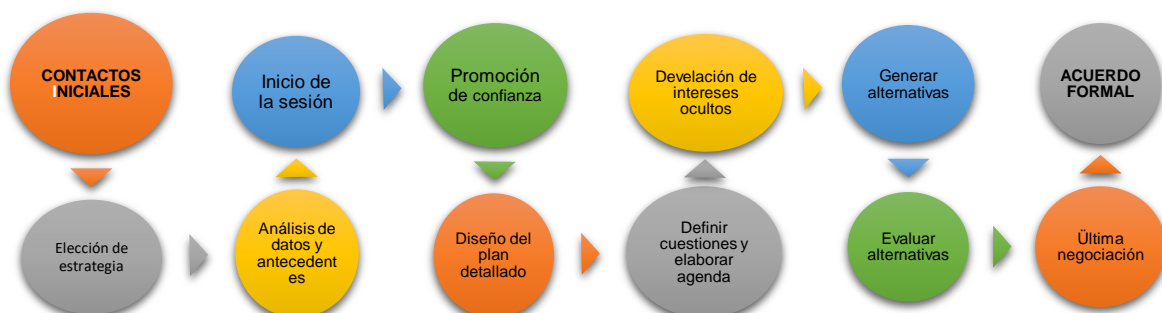 CONTACTOS
INICIALES
Elección de
estrategia
Análisis de
datos y
antecedent
es
Inicio de
la sesión
Promoción
de confianza
Diseño del
plan
detallado
Definir
cuestiones y
elaborar
agenda
Develación de
intereses
ocultos
Generar
alternativas
Evaluar
alternativas
Ültima
negociación
ACUERDO
FORMAL